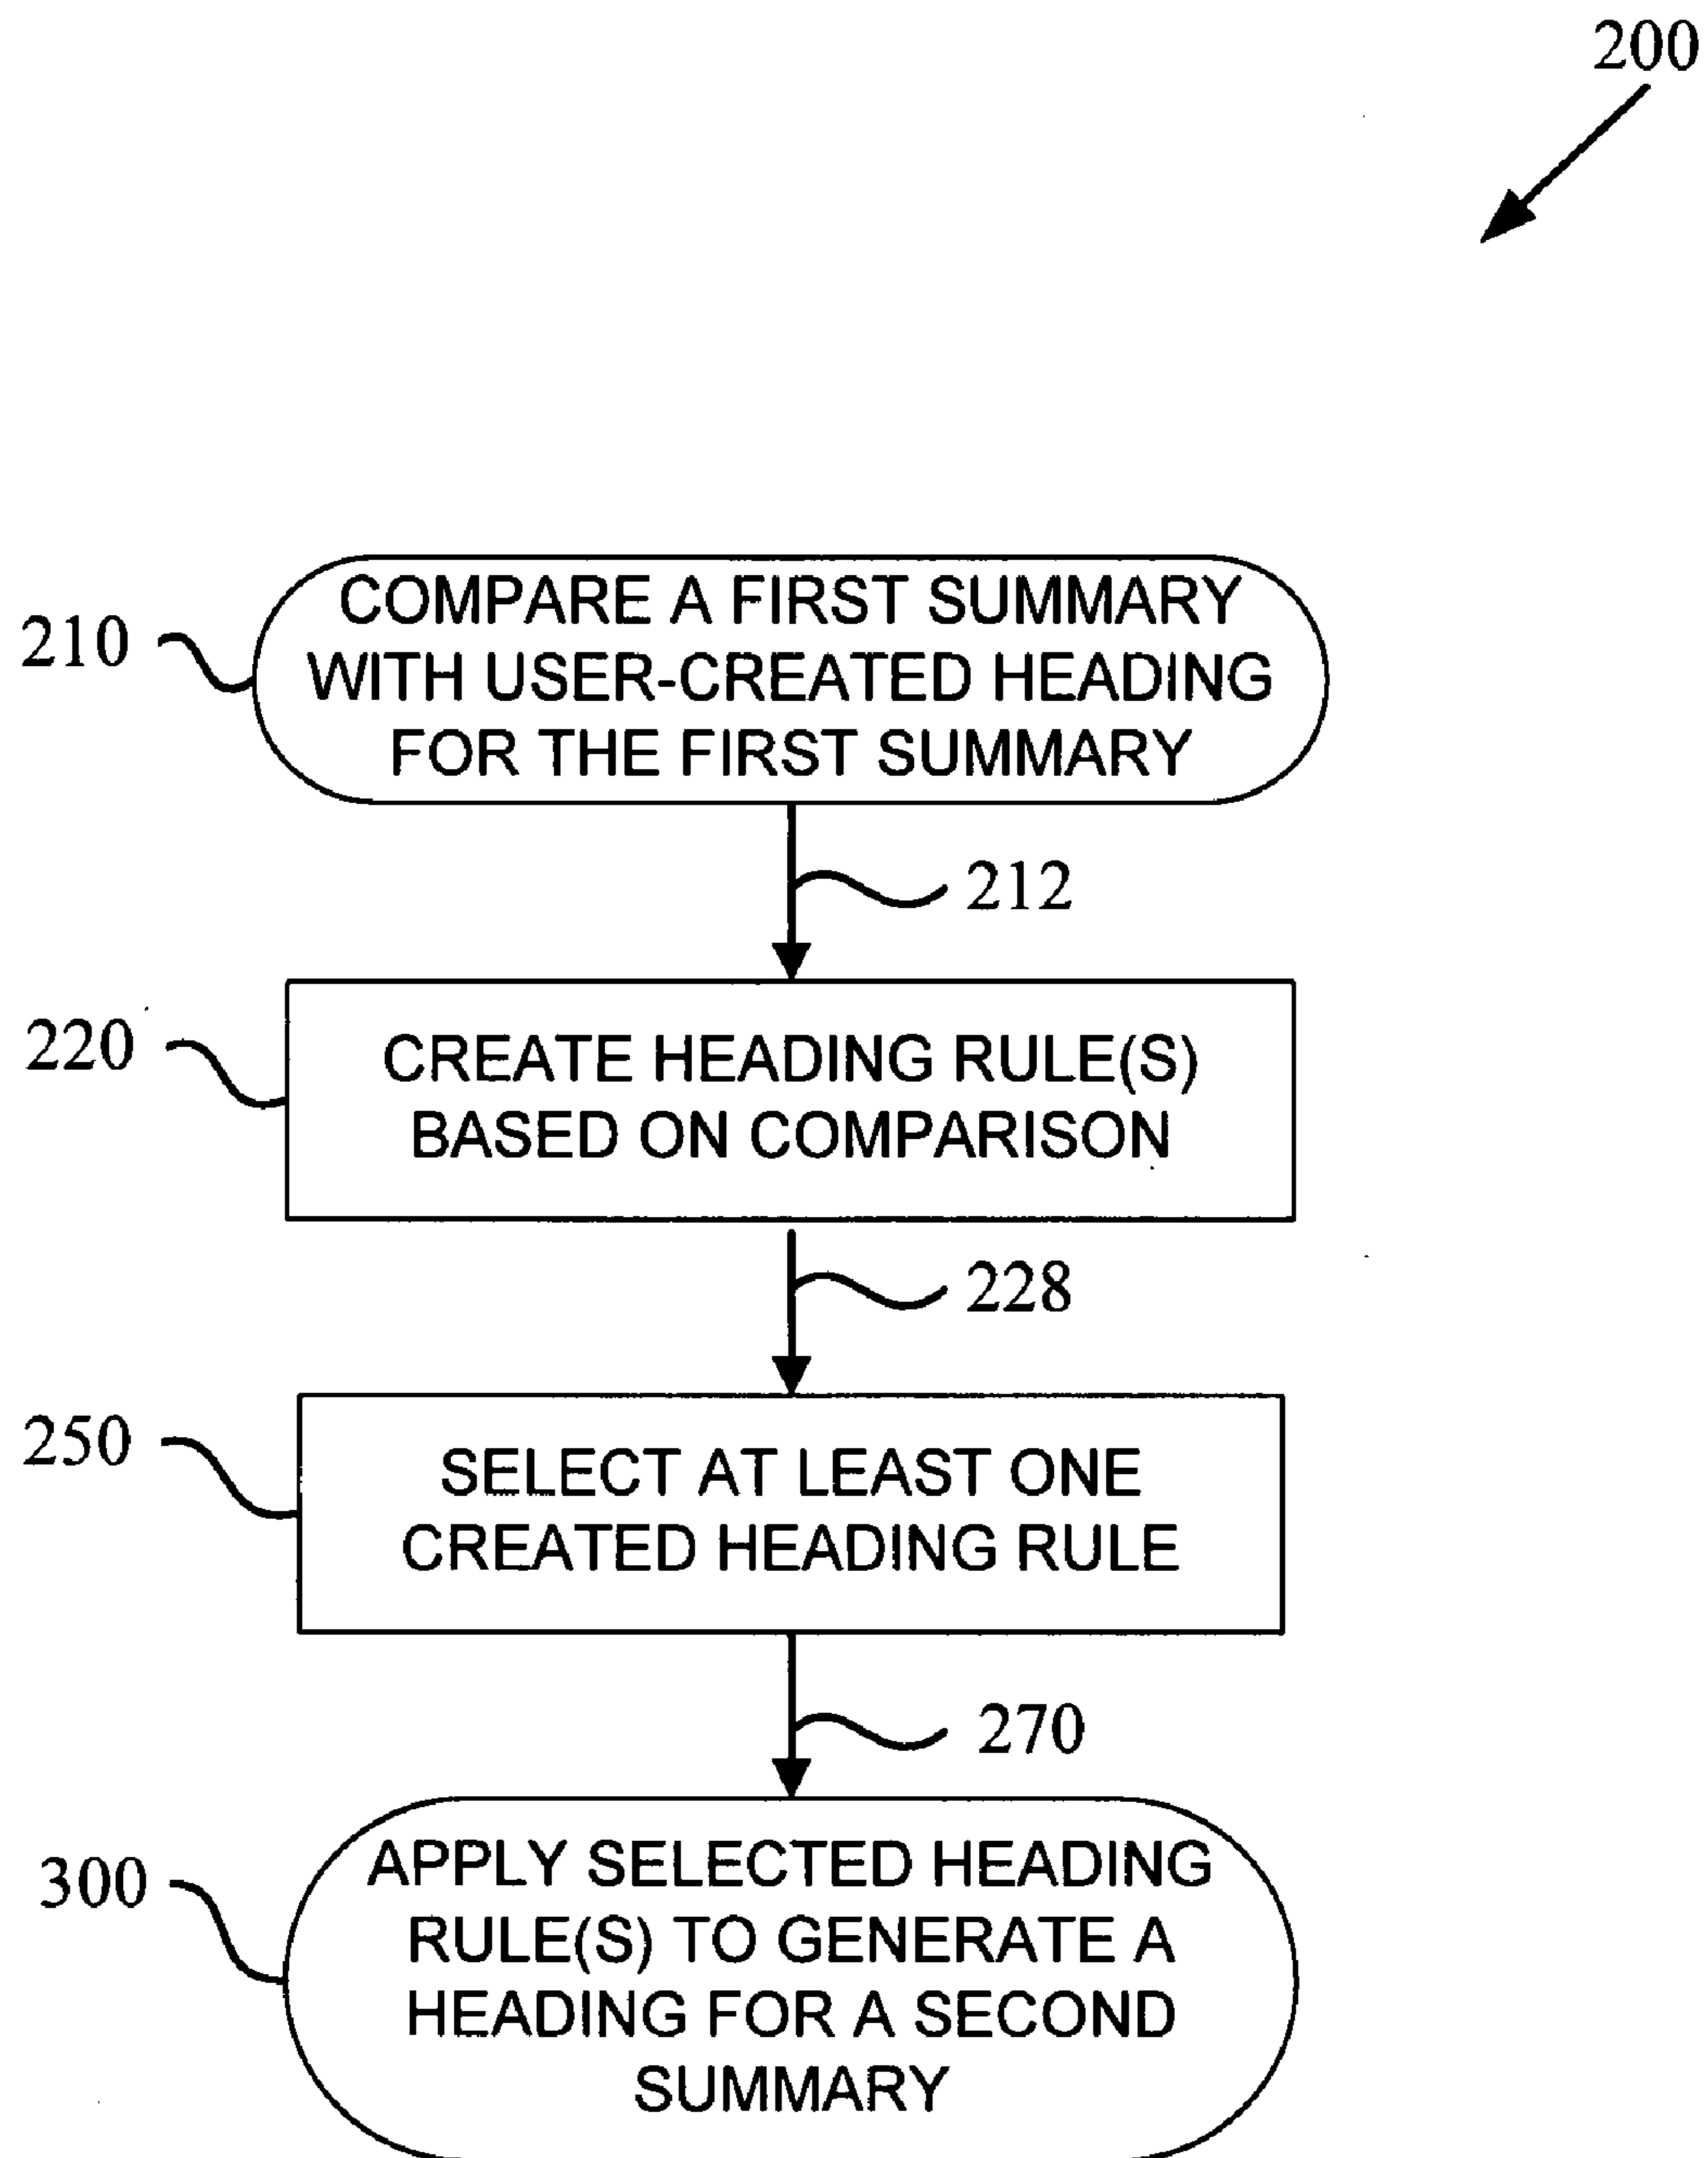 200
210
COMPARE A FIRST SUMMARY
WITH USER-CREATED HEADING
FOR THE FIRST SUMMARY
212
220
CREATE HEADING RULE(S)
BASED ON COMPARISON
228
250
SELECT AT LEAST ONE
CREATED HEADING RULE
270
300
APPLY SELECTED HEADING
RULE(S) TO GENERATE A
HEADING FOR A SECOND
SUMMARY